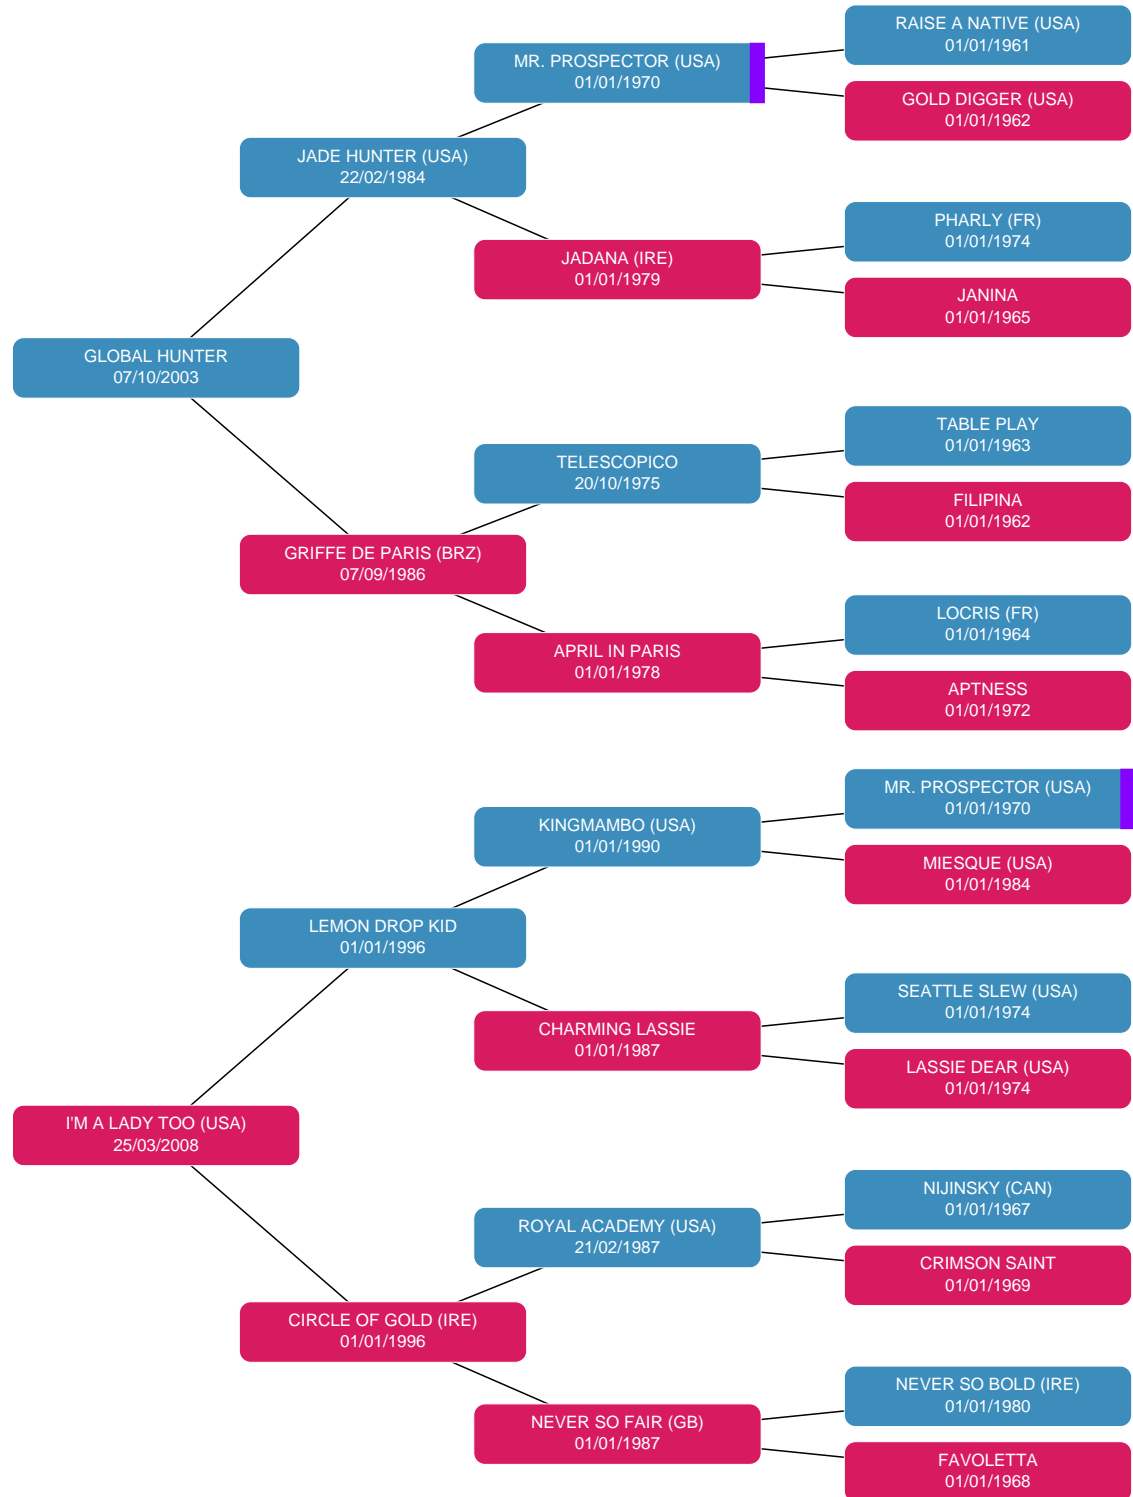 RAISE A NATIVE (USA)
01/01/1961
MR. PROSPECTOR (USA)
01/01/1970
GOLD DIGGER (USA)
01/01/1962
JADE HUNTER (USA)
22/02/1984
PHARLY (FR)
01/01/1974
JADANA (IRE)
01/01/1979
JANINA
01/01/1965
GLOBAL HUNTER
07/10/2003
TABLE PLAY
01/01/1963
TELESCOPICO
20/10/1975
FILIPINA
01/01/1962
GRIFFE DE PARIS (BRZ)
07/09/1986
LOCRIS (FR)
01/01/1964
APRIL IN PARIS
01/01/1978
APTNESS
01/01/1972
MR. PROSPECTOR (USA)
01/01/1970
KINGMAMBO (USA)
01/01/1990
MIESQUE (USA)
01/01/1984
LEMON DROP KID
01/01/1996
SEATTLE SLEW (USA)
01/01/1974
CHARMING LASSIE
01/01/1987
LASSIE DEAR (USA)
01/01/1974
I'M A LADY TOO (USA)
25/03/2008
NIJINSKY (CAN)
01/01/1967
ROYAL ACADEMY (USA)
21/02/1987
CRIMSON SAINT
01/01/1969
CIRCLE OF GOLD (IRE)
01/01/1996
NEVER SO BOLD (IRE)
01/01/1980
NEVER SO FAIR (GB)
01/01/1987
FAVOLETTA
01/01/1968